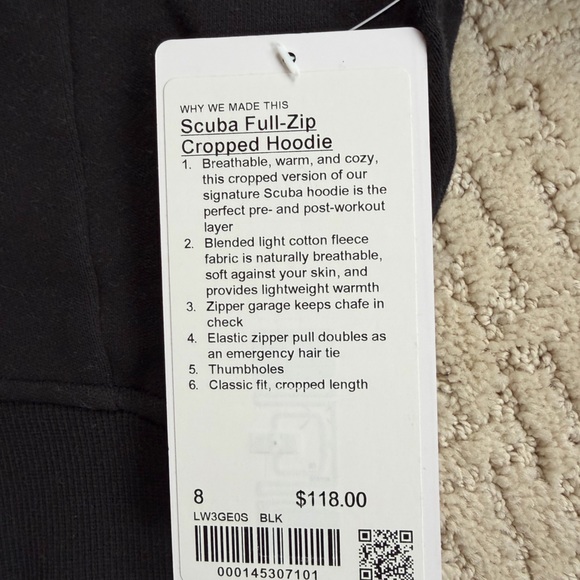 WHY WE MADE THIS
Scuba Full-Zip
Cropped Hoodie
1. Breathable, warm, and cozy,
this cropped version of our
signature Scuba hoodie is the
perfect pre- and post-workout
layer
2. Blended light cotton fleece
fabric is naturally breathable,
soft against your skin, and
provides lightweight warmth
3. Zipper garage keeps chafe in
check
4. Elastic zipper pull doubles as
an emergency hair tie
5. Thumbholes
6. Classic fit, cropped length
8 $118.00
LW3GE0S BLK
000145307101